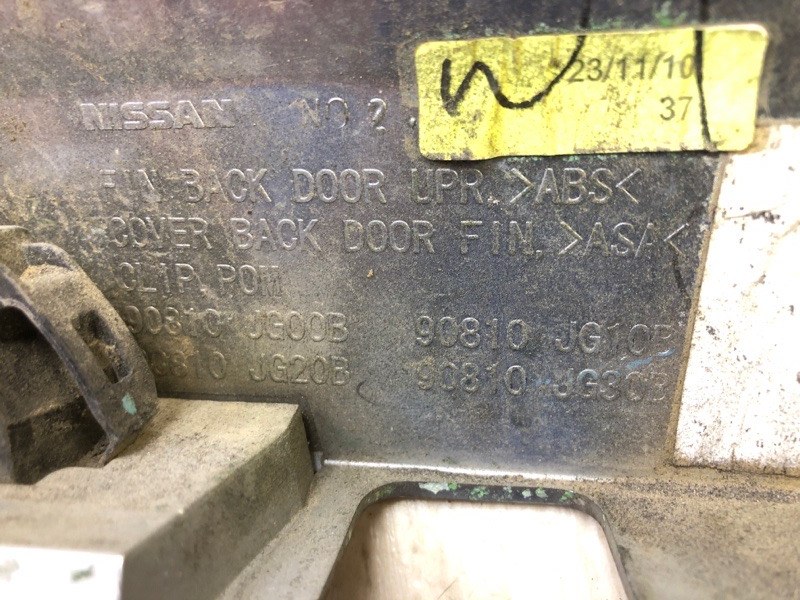 23/11/10
37
NISSAN NO 2
FIN. BACK DOOR UPR. >ABS<
COVER BACK DOOR FIN. >ASA<
CLIP POM
90810 JG00B 90810 JG10B
90810 JG20B 90810 JG30B